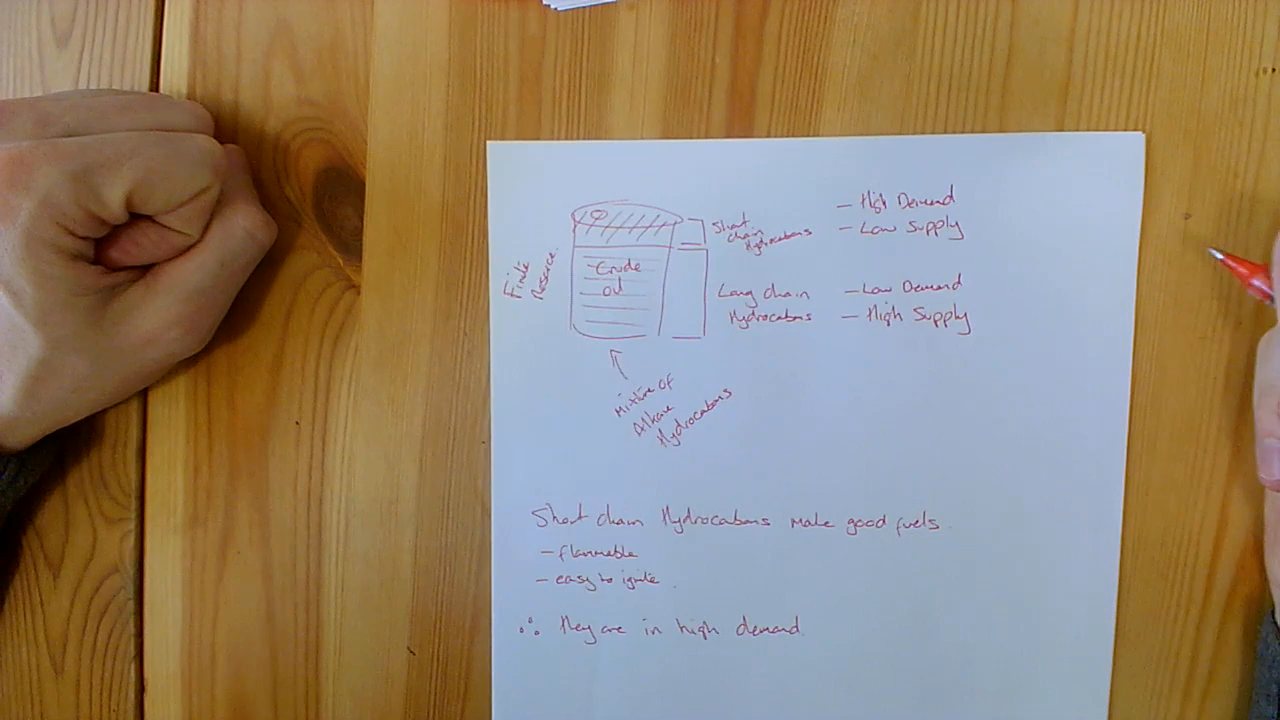 Finite
Reserve.
Crude
Oil
Short
chain
Hydrocarbons
- High Demand
- Low Supply
Long chain
Hydrocarbons
- Low Demand
- High Supply
Mixture of
Alkane
Hydrocarbons
Short chain Hydrocarbons make good fuels.
- flammable
- easy to ignite.
∴ they are in high demand.